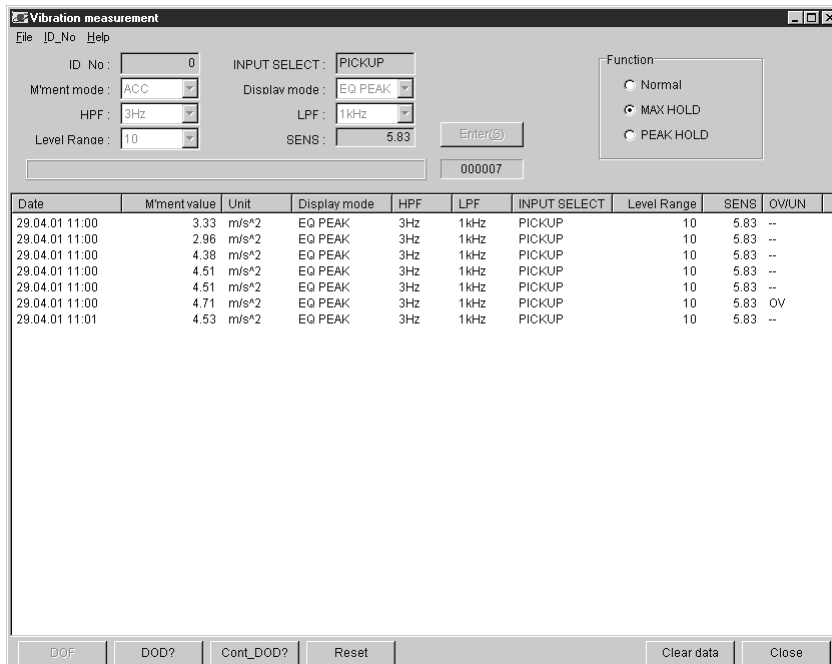 Vibration measurement
File ID_No Help
ID No : 0 INPUT SELECT : PICKUP Function
M'ment mode : ACC Display mode : EQ PEAK Normal
HPF : 3Hz LPF : 1kHz MAX HOLD
Level Range : 10 SENS : 5.83 Enter(S) PEAK HOLD
000007
Date M'ment value Unit Display mode HPF LPF INPUT SELECT Level Range SENS OV/UN
29.04.01 11:00 3.33 m/s^2 EQ PEAK 3Hz 1kHz PICKUP 10 5.83 --
29.04.01 11:00 2.96 m/s^2 EQ PEAK 3Hz 1kHz PICKUP 10 5.83 --
29.04.01 11:00 4.38 m/s^2 EQ PEAK 3Hz 1kHz PICKUP 10 5.83 --
29.04.01 11:00 4.51 m/s^2 EQ PEAK 3Hz 1kHz PICKUP 10 5.83 --
29.04.01 11:00 4.51 m/s^2 EQ PEAK 3Hz 1kHz PICKUP 10 5.83 --
29.04.01 11:00 4.71 m/s^2 EQ PEAK 3Hz 1kHz PICKUP 10 5.83 OV
29.04.01 11:01 4.53 m/s^2 EQ PEAK 3Hz 1kHz PICKUP 10 5.83 --
DOF DOD? Cont_DOD? Reset Clear data Close